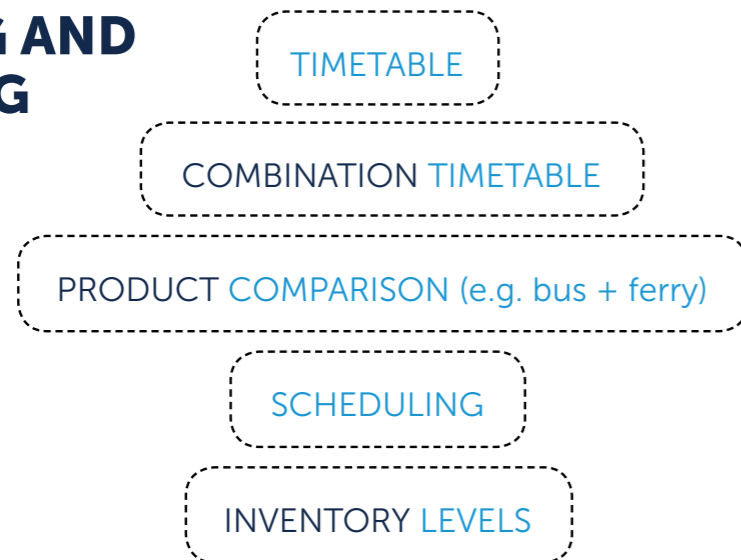 G AND
G
TIMETABLE
COMBINATION TIMETABLE
PRODUCT COMPARISON (e.g. bus + ferry)
SCHEDULING
INVENTORY LEVELS